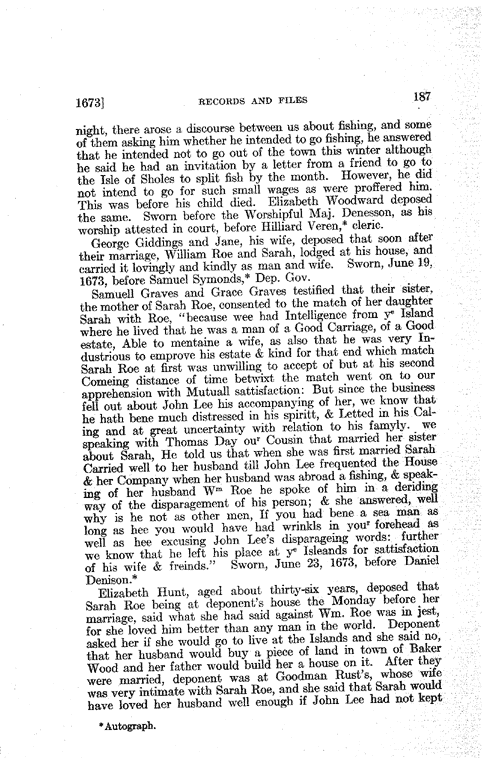 1673]
RECORDS AND FILES
187
night, there arose a discourse between us about fishing, and some
of them asking him whether he intended to go fishing, he answered
that he intended not to go out of the town this winter although
he said he had an invitation by a letter from a friend to go to
the Isle of Sholes to split fish by the month. However, he did
not intend to go for such small wages as were proffered him.
This was before his child died. Elizabeth Woodward deposed
the same. Sworn before the Worshipful Maj. Denesson, as his
worship attested in court, before Hilliard Veren,* cleric.
George Giddings and Jane, his wife, deposed that soon after
their marriage, William Roe and Sarah, lodged at his house, and
carried it lovingly and kindly as man and wife. Sworn, June 19,
1673, before Samuel Symonds,* Dep. Gov.
Samuell Graves and Grace Graves testified that their sister,
the mother of Sarah Roe, consented to the match of her daughter
Sarah with Roe, "because wee had Intelligence from yᵉ Island
where he lived that he was a man of a Good Carriage, of a Good
estate, Able to mentaine a wife, as also that he was very In-
dustrious to emprove his estate & kind for that end which match
Sarah Roe at first was unwilling to accept of but at his second
Comeing distance of time betwixt the match went on to our
apprehension with Mutuall sattisfaction: But since the business
fell out about John Lee his accompanying of her, we know that
he hath bene much distressed in his spiritt, & Letted in his Cal-
ing and at great uncertainty with relation to his famyly. we
speaking with Thomas Day ouʳ Cousin that married her sister
about Sarah, He told us that when she was first married Sarah
Carried well to her husband till John Lee frequented the House
& her Company when her husband was abroad a fishing, & speak-
ing of her husband Wᵐ Roe he spoke of him in a deriding
way of the disparagement of his person; & she answered, well
why is he not as other men, If you had bene a sea man as
long as hee you would have had wrinkls in youʳ forehead as
well as hee excusing John Lee's disparageing words: further
we know that he left his place at yᵉ Isleands for sattisfaction
of his wife & freinds." Sworn, June 23, 1673, before Daniel
Denison.*
Elizabeth Hunt, aged about thirty-six years, deposed that
Sarah Roe being at deponent's house the Monday before her
marriage, said what she had said against Wm. Roe was in jest,
for she loved him better than any man in the world. Deponent
asked her if she would go to live at the Islands and she said no,
that her husband would buy a piece of land in town of Baker
Wood and her father would build her a house on it. After they
were married, deponent was at Goodman Rust's, whose wife
was very intimate with Sarah Roe, and she said that Sarah would
have loved her husband well enough if John Lee had not kept
*Autograph.